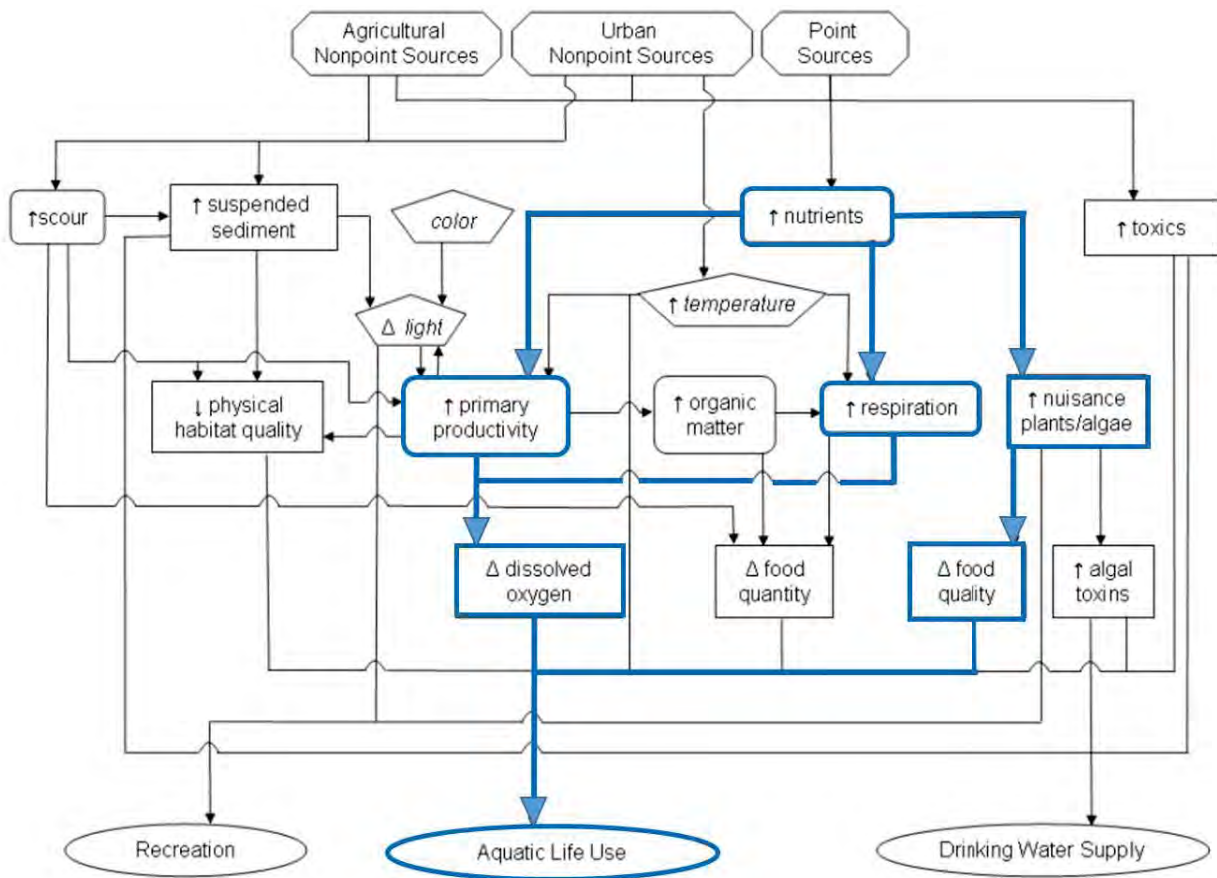 Agricultural
Nonpoint Sources
Urban
Nonpoint Sources
Point
Sources
↑scour
↑ suspended
sediment
color
↑ nutrients
↑ toxics
↑ temperature
Δ light
↓ physical
habitat quality
↑ primary
productivity
↑ organic
matter
↑ respiration
↑ nuisance
plants/algae
Δ dissolved
oxygen
Δ food
quantity
Δ food
quality
↑ algal
toxins
Recreation
Aquatic Life Use
Drinking Water Supply